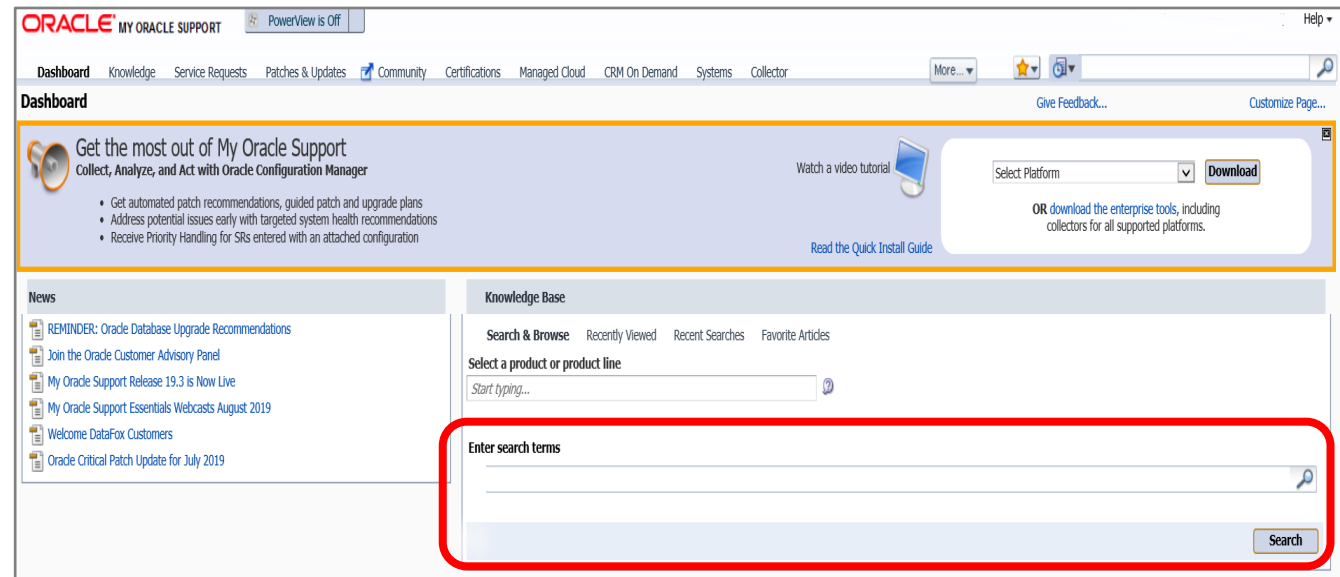 ORACLE MY ORACLE SUPPORT PowerView is Off Help
Dashboard Knowledge Service Requests Patches & Updates Community Certifications Managed Cloud CRM On Demand Systems Collector More...
Dashboard Give Feedback... Customize Page...
Get the most out of My Oracle Support
Collect, Analyze, and Act with Oracle Configuration Manager
• Get automated patch recommendations, guided patch and upgrade plans
• Address potential issues early with targeted system health recommendations
• Receive Priority Handling for SRs entered with an attached configuration
Watch a video tutorial
Read the Quick Install Guide
Select Platform Download
OR download the enterprise tools, including
collectors for all supported platforms.
News
REMINDER: Oracle Database Upgrade Recommendations
Join the Oracle Customer Advisory Panel
My Oracle Support Release 19.3 is Now Live
My Oracle Support Essentials Webcasts August 2019
Welcome DataFox Customers
Oracle Critical Patch Update for July 2019
Knowledge Base
Search & Browse Recently Viewed Recent Searches Favorite Articles
Select a product or product line
Start typing...
Enter search terms
Search